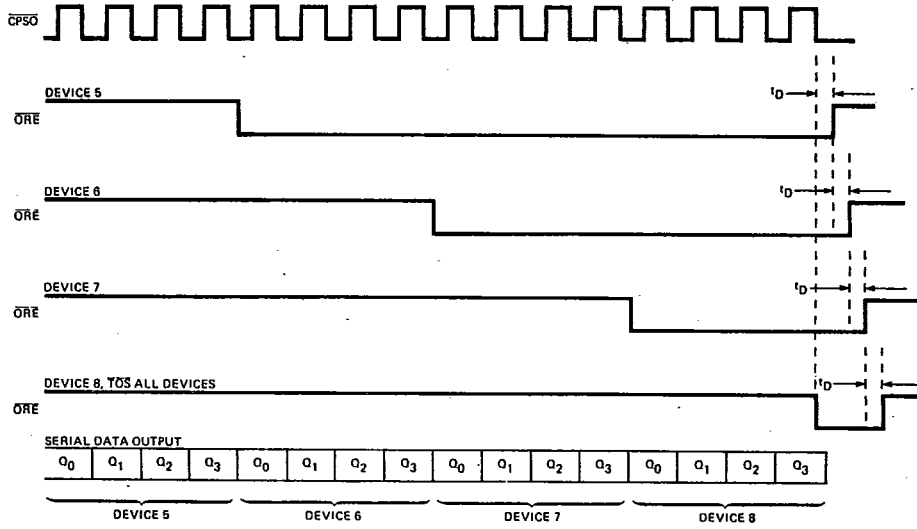 CPSO
DEVICE 5
ORE
tD
DEVICE 6
ORE
tD
DEVICE 7
ORE
tD
DEVICE 8, TOS ALL DEVICES
ORE
tD
SERIAL DATA OUTPUT
Q0 Q1 Q2 Q3 Q0 Q1 Q2 Q3 Q0 Q1 Q2 Q3 Q0 Q1 Q2 Q3
DEVICE 5 DEVICE 6 DEVICE 7 DEVICE 8